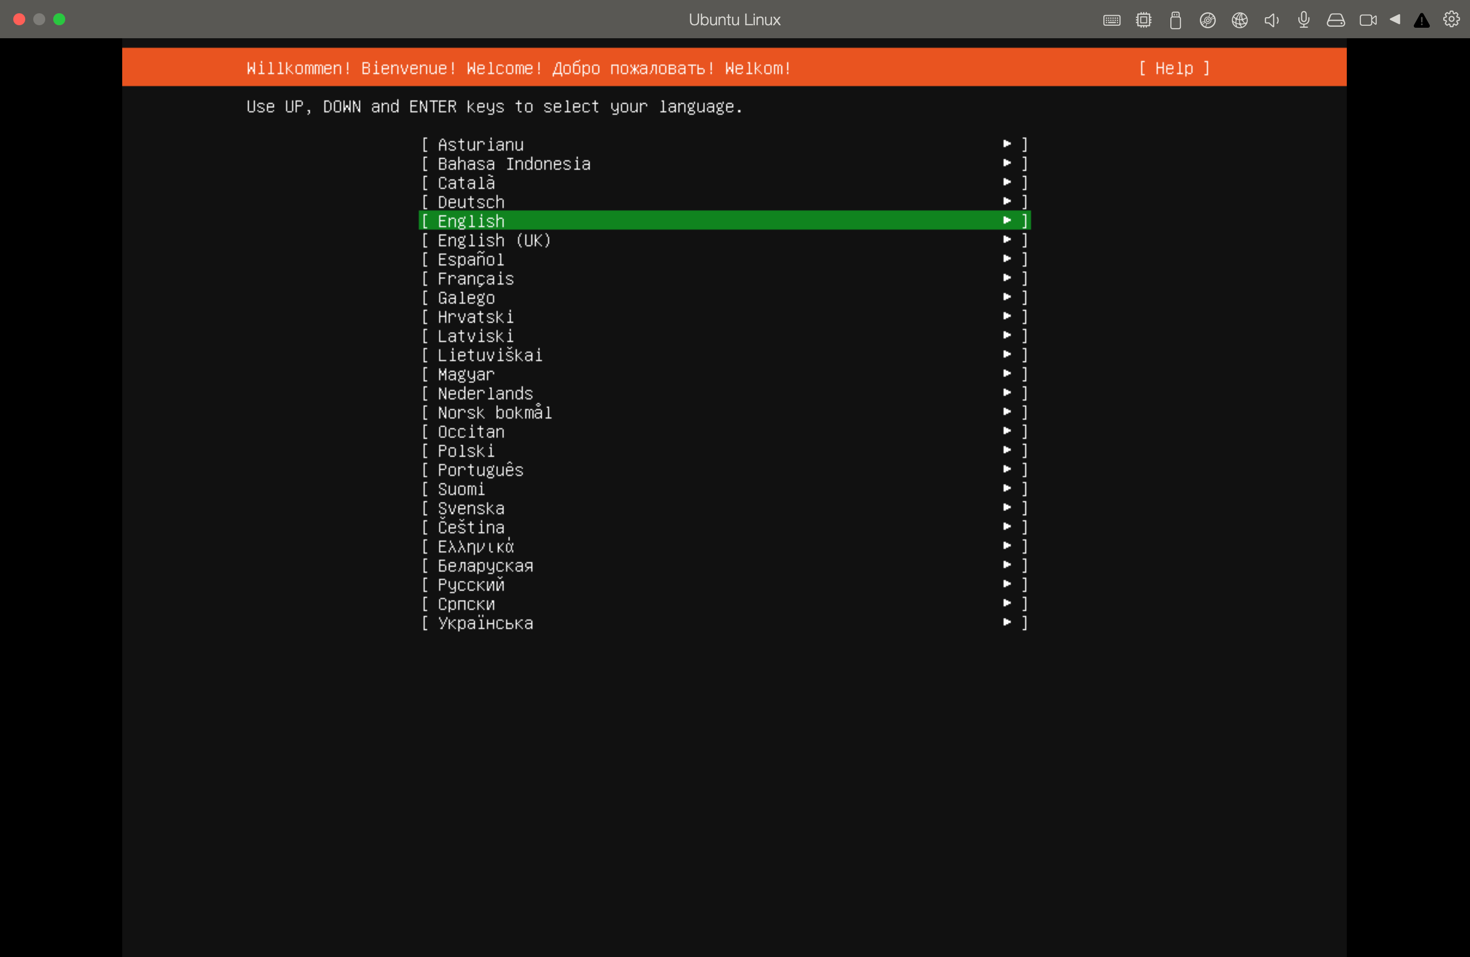 Ubuntu Linux
Willkommen! Bienvenue! Welcome! Добро пожаловать! Welkom! [ Help ]
Use UP, DOWN and ENTER keys to select your language.
[ Asturianu ▸ ]
[ Bahasa Indonesia ▸ ]
[ Català ▸ ]
[ Deutsch ▸ ]
[ English ▸ ]
[ English (UK) ▸ ]
[ Español ▸ ]
[ Français ▸ ]
[ Galego ▸ ]
[ Hrvatski ▸ ]
[ Latviski ▸ ]
[ Lietuviškai ▸ ]
[ Magyar ▸ ]
[ Nederlands ▸ ]
[ Norsk bokmål ▸ ]
[ Occitan ▸ ]
[ Polski ▸ ]
[ Português ▸ ]
[ Suomi ▸ ]
[ Svenska ▸ ]
[ Čeština ▸ ]
[ Ελληνικά ▸ ]
[ Беларуская ▸ ]
[ Русский ▸ ]
[ Српски ▸ ]
[ Українська ▸ ]